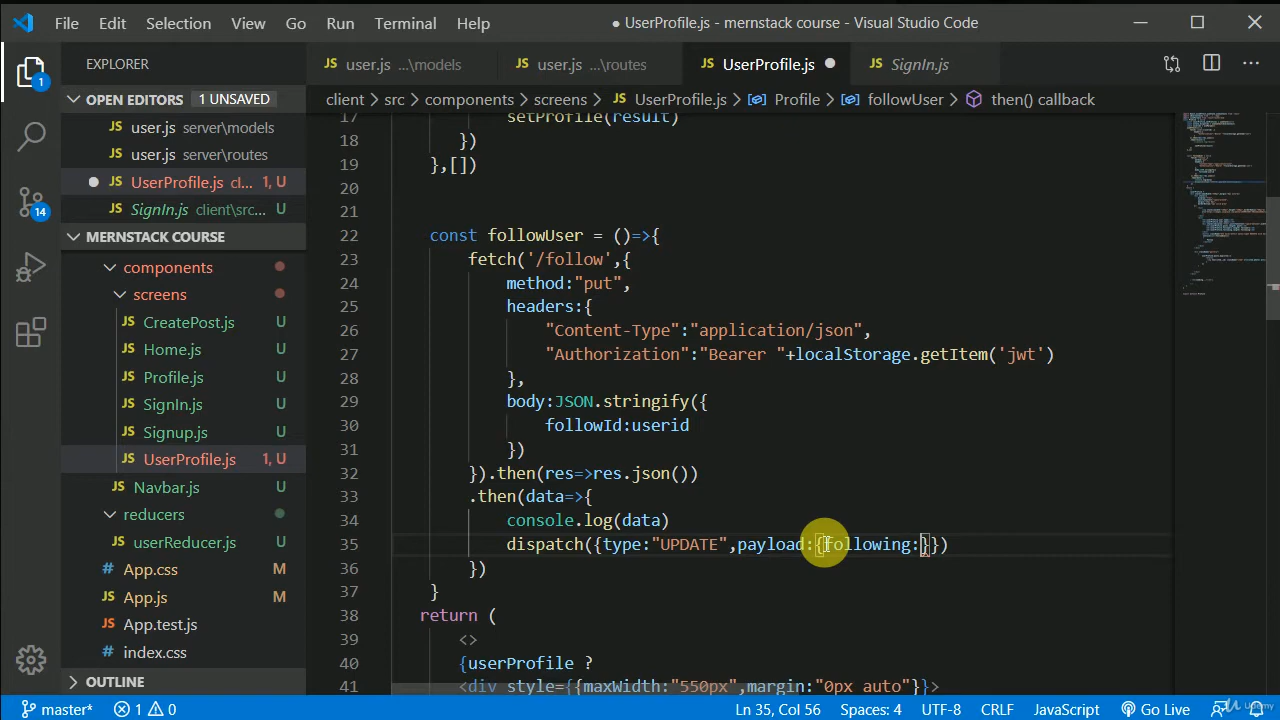 File Edit Selection View Go Run Terminal Help ● UserProfile.js - mernstack course - Visual Studio Code
EXPLORER
1
OPEN EDITORS 1 UNSAVED
user.js server\models
user.js server\routes
● UserProfile.js cl... 1, U
SignIn.js client\src... U
14
MERNSTACK COURSE
components
screens
CreatePost.js U
Home.js U
Profile.js U
SignIn.js U
Signup.js U
UserProfile.js 1, U
Navbar.js U
reducers
userReducer.js U
App.css M
App.js M
App.test.js
index.css
OUTLINE
user.js ...\models user.js ...\routes UserProfile.js ● SignIn.js ...
client > src > components > screens > UserProfile.js > Profile > followUser > then() callback
17 setProfile(result)
18 })
19 },[])
20
21
22 const followUser = ()=>{
23 fetch('/follow',{
24 method:"put",
25 headers:{
26 "Content-Type":"application/json",
27 "Authorization":"Bearer "+localStorage.getItem('jwt')
28 },
29 body:JSON.stringify({
30 followId:userid
31 })
32 }).then(res=>res.json())
33 .then(data=>{
34 console.log(data)
35 dispatch({type:"UPDATE",payload:{following:}})
36 })
37 }
38 return (
39 <>
40 {userProfile ?
41 <div style={{maxWidth:"550px",margin:"0px auto"}}>
master* 1 0 Ln 35, Col 56 Spaces: 4 UTF-8 CRLF JavaScript Go Live
Udemy